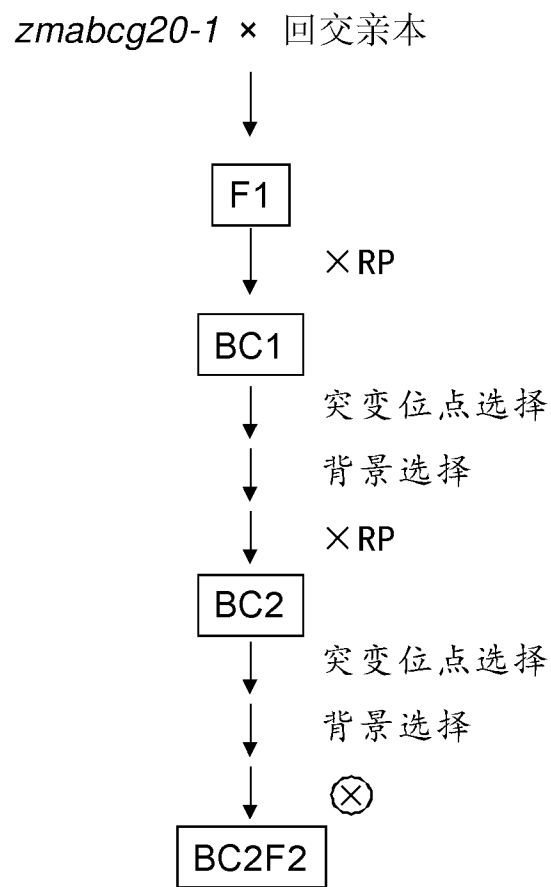 zmabcg20-1 × 回交亲本
F1
×RP
BC1
突变位点选择
背景选择
×RP
BC2
突变位点选择
背景选择
⊗
BC2F2